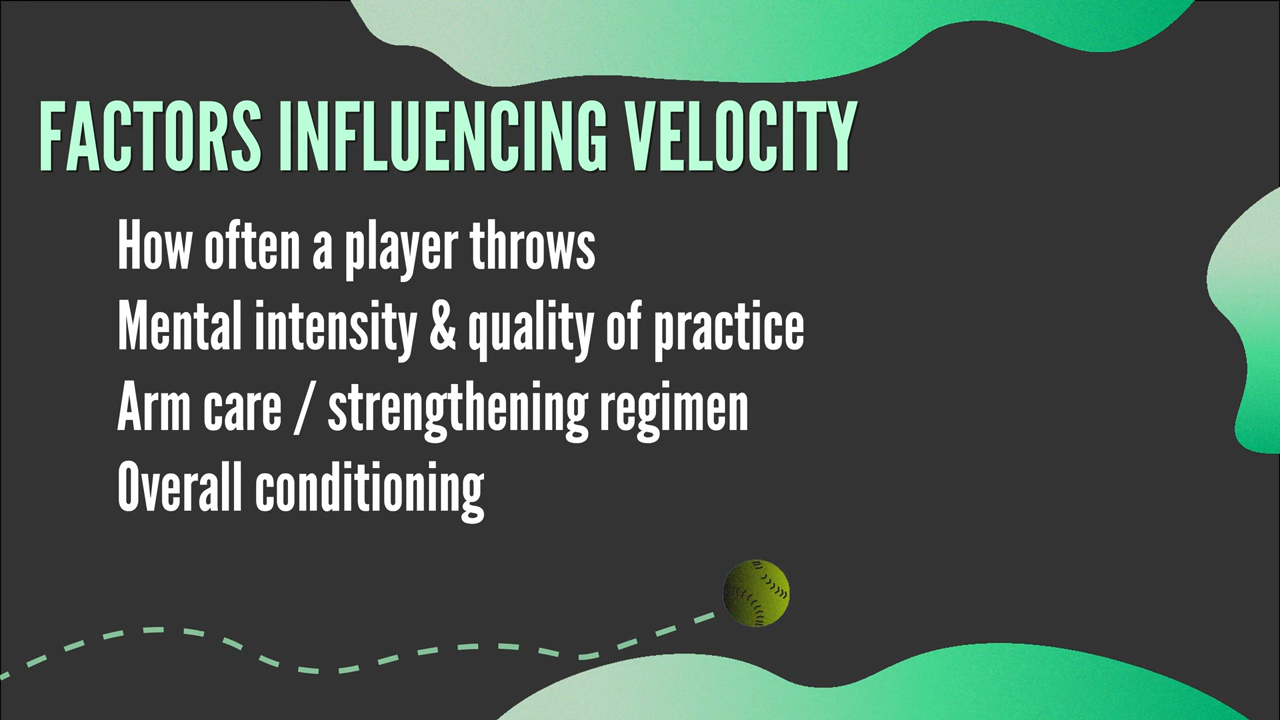 FACTORS INFLUENCING VELOCITY
How often a player throws
Mental intensity & quality of practice
Arm care / strengthening regimen
Overall conditioning